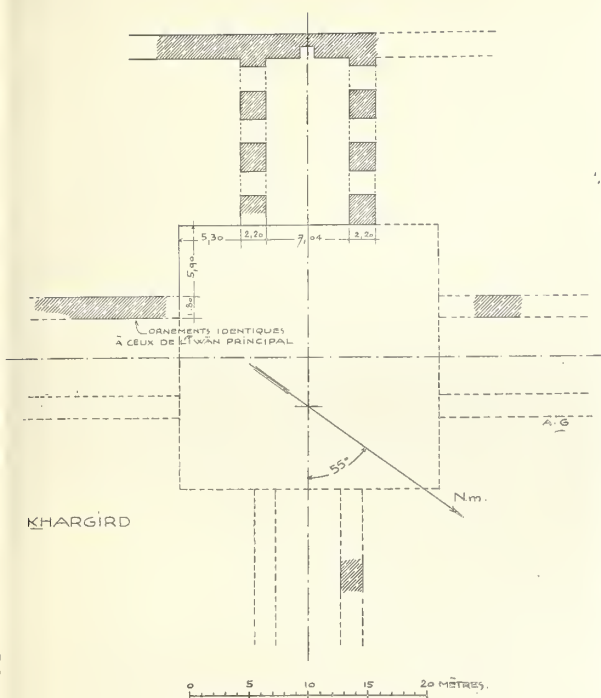 5,30
2,20
7,04
2,20
5,90
1,80
ORNEMENTS IDENTIQUES
À CEUX DE L'ĪWĀN PRINCIPAL
A.G
55°
N.m.
KHARGIRD
0 5 10 15 20 MÈTRES.